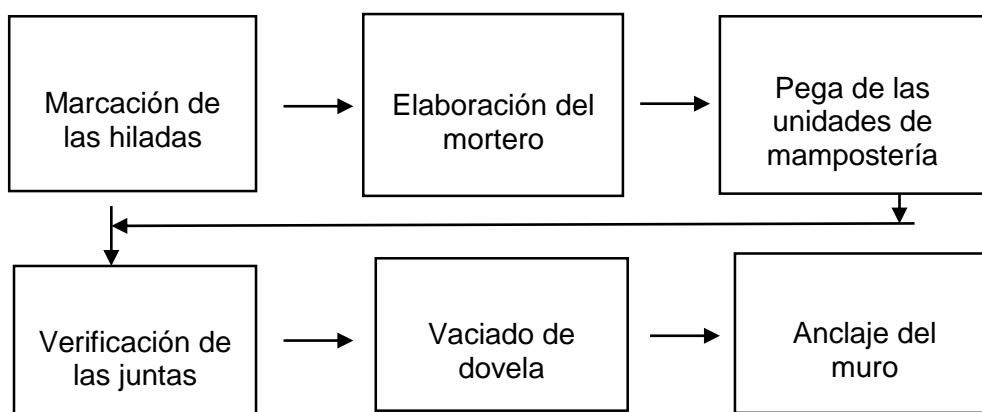 Marcación de
las hiladas
Elaboración del
mortero
Pega de las
unidades de
mampostería
Verificación de
las juntas
Vaciado de
dovela
Anclaje del
muro